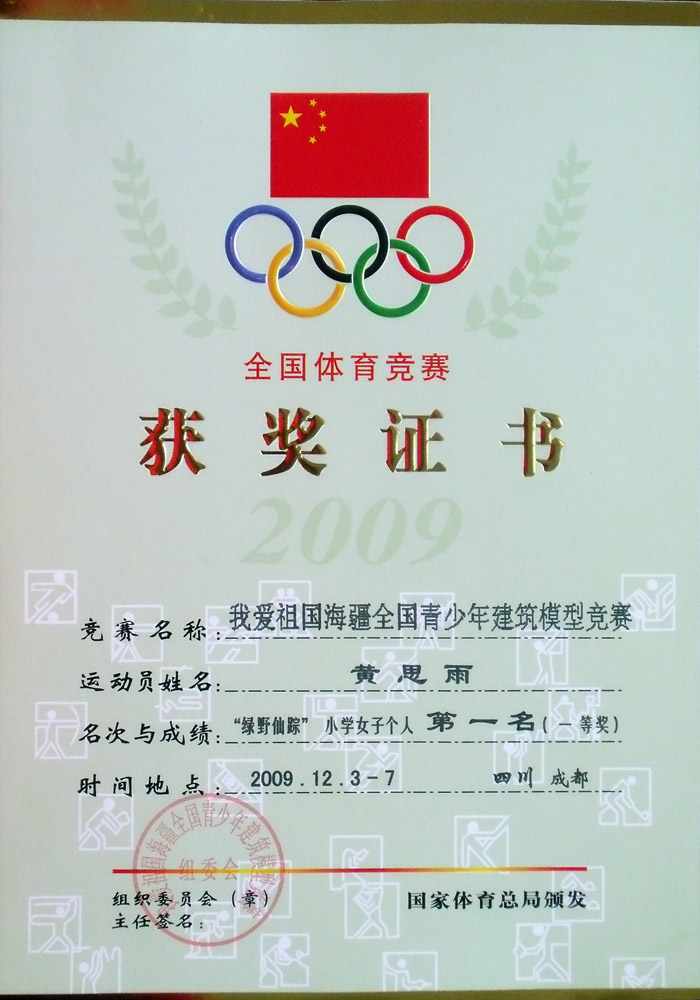 全国体育竞赛
获奖证书
2009
竞赛名称：我爱祖国海疆全国青少年建筑模型竞赛
运动员姓名：黄思雨
名次与成绩：“绿野仙踪” 小学女子个人 第一名（一等奖）
时间地点：2009.12.3-7 四川 成都
组委会
组织委员会（章） 国家体育总局颁发
主任签名：